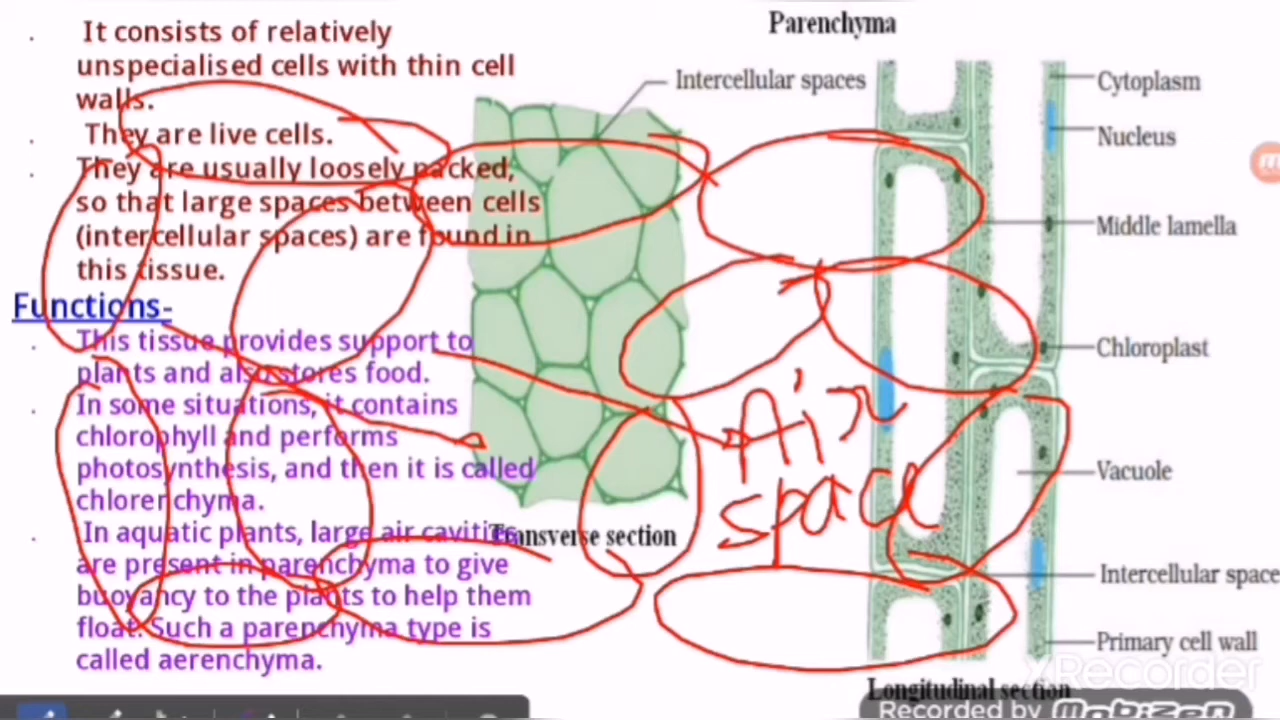 Parenchyma
. It consists of relatively
unspecialised cells with thin cell
walls.
. They are live cells.
. They are usually loosely packed,
so that large spaces between cells
(intercellular spaces) are found in
this tissue.
Functions-
. This tissue provides support to
plants and also stores food.
. In some situations, it contains
chlorophyll and performs
photosynthesis, and then it is called
chlorenchyma.
. In aquatic plants, large air cavities
are present in parenchyma to give
buoyancy to the plants to help them
float. Such a parenchyma type is
called aerenchyma.
Intercellular spaces
Transverse section
Air
space
Cytoplasm
Nucleus
Middle lamella
Chloroplast
Vacuole
Intercellular space
Primary cell wall
Longitudinal section
XRecorder
Recorded by Mobizen